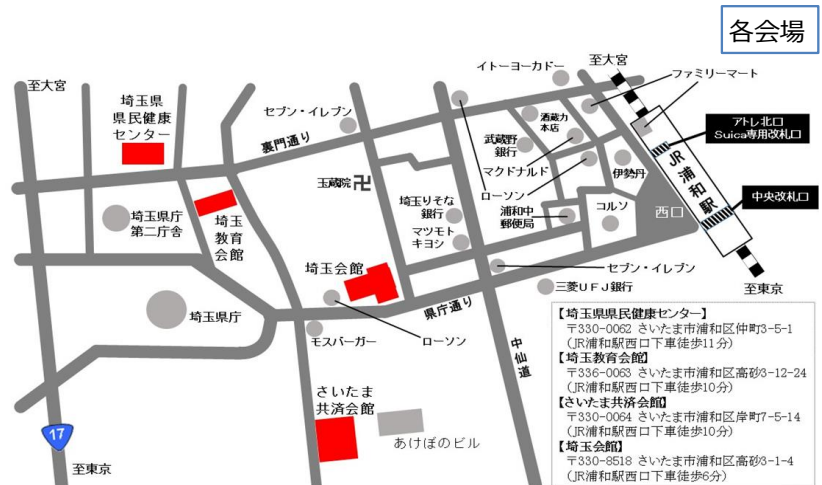 各会場
至大宮
イトーヨーカドー
至大宮
ファミリーマート
埼玉県
県民健康
センター
セブン・イレブン
裏門通り
酒蔵力
本店
武蔵野
銀行
マクドナルド
アトレ北口
Suica専用改札口
JR浦和駅
伊勢丹
中央改札口
玉蔵院
卍
ローソン
埼玉りそな
銀行
マツモト
キヨシ
浦和中
郵便局
コルソ
西口
埼玉県庁
第二庁舎
埼玉
教育
会館
埼玉会館
セブン・イレブン
三菱UFJ銀行
至東京
埼玉県庁
県庁通り
モスバーガー
ローソン
中仙道
さいたま
共済会館
あけぼのビル
17
至東京
【埼玉県県民健康センター】
〒330-0062 さいたま市浦和区仲町3-5-1
(JR浦和駅西口下車徒歩11分)
【埼玉教育会館】
〒336-0063 さいたま市浦和区高砂3-12-24
(JR浦和駅西口下車徒歩10分)
【さいたま共済会館】
〒330-0064 さいたま市浦和区岸町7-5-14
(JR浦和駅西口下車徒歩10分)
【埼玉会館】
〒330-8518 さいたま市浦和区高砂3-1-4
(JR浦和駅西口下車徒歩6分)